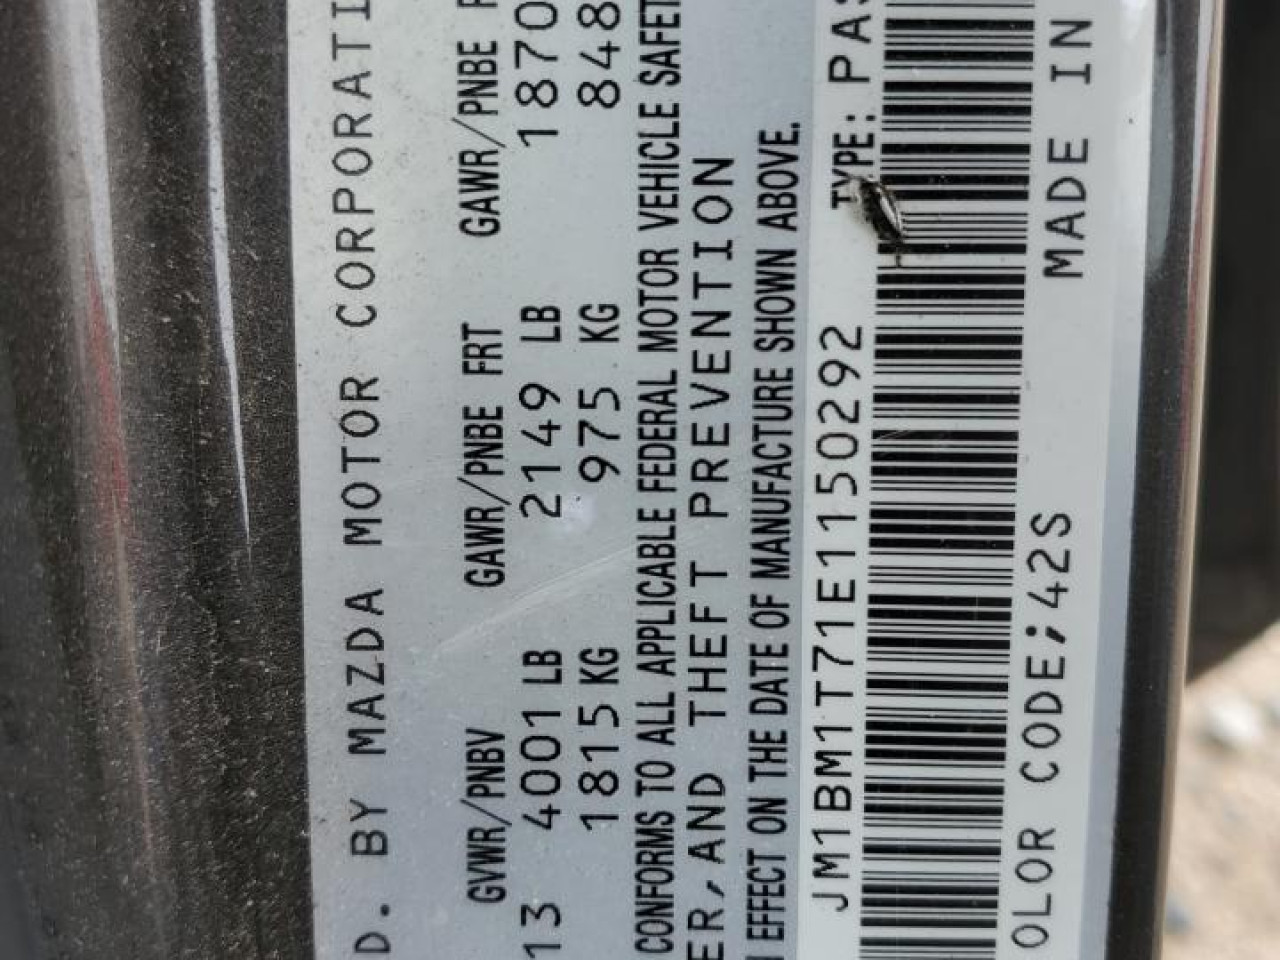 D. BY MAZDA MOTOR CORPORATI
GVWR/PNBV GAWR/PNBE FRT GAWR/PNBE R
13 4001 LB 2149 LB 1870
1815 KG 975 KG 848
CONFORMS TO ALL APPLICABLE FEDERAL MOTOR VEHICLE SAFET
ER, AND THEFT PREVENTION
EFFECT ON THE DATE OF MANUFACTURE SHOWN ABOVE.
JM1BM1T71E1150292 TYPE: PAS
OLOR CODE;42S MADE IN